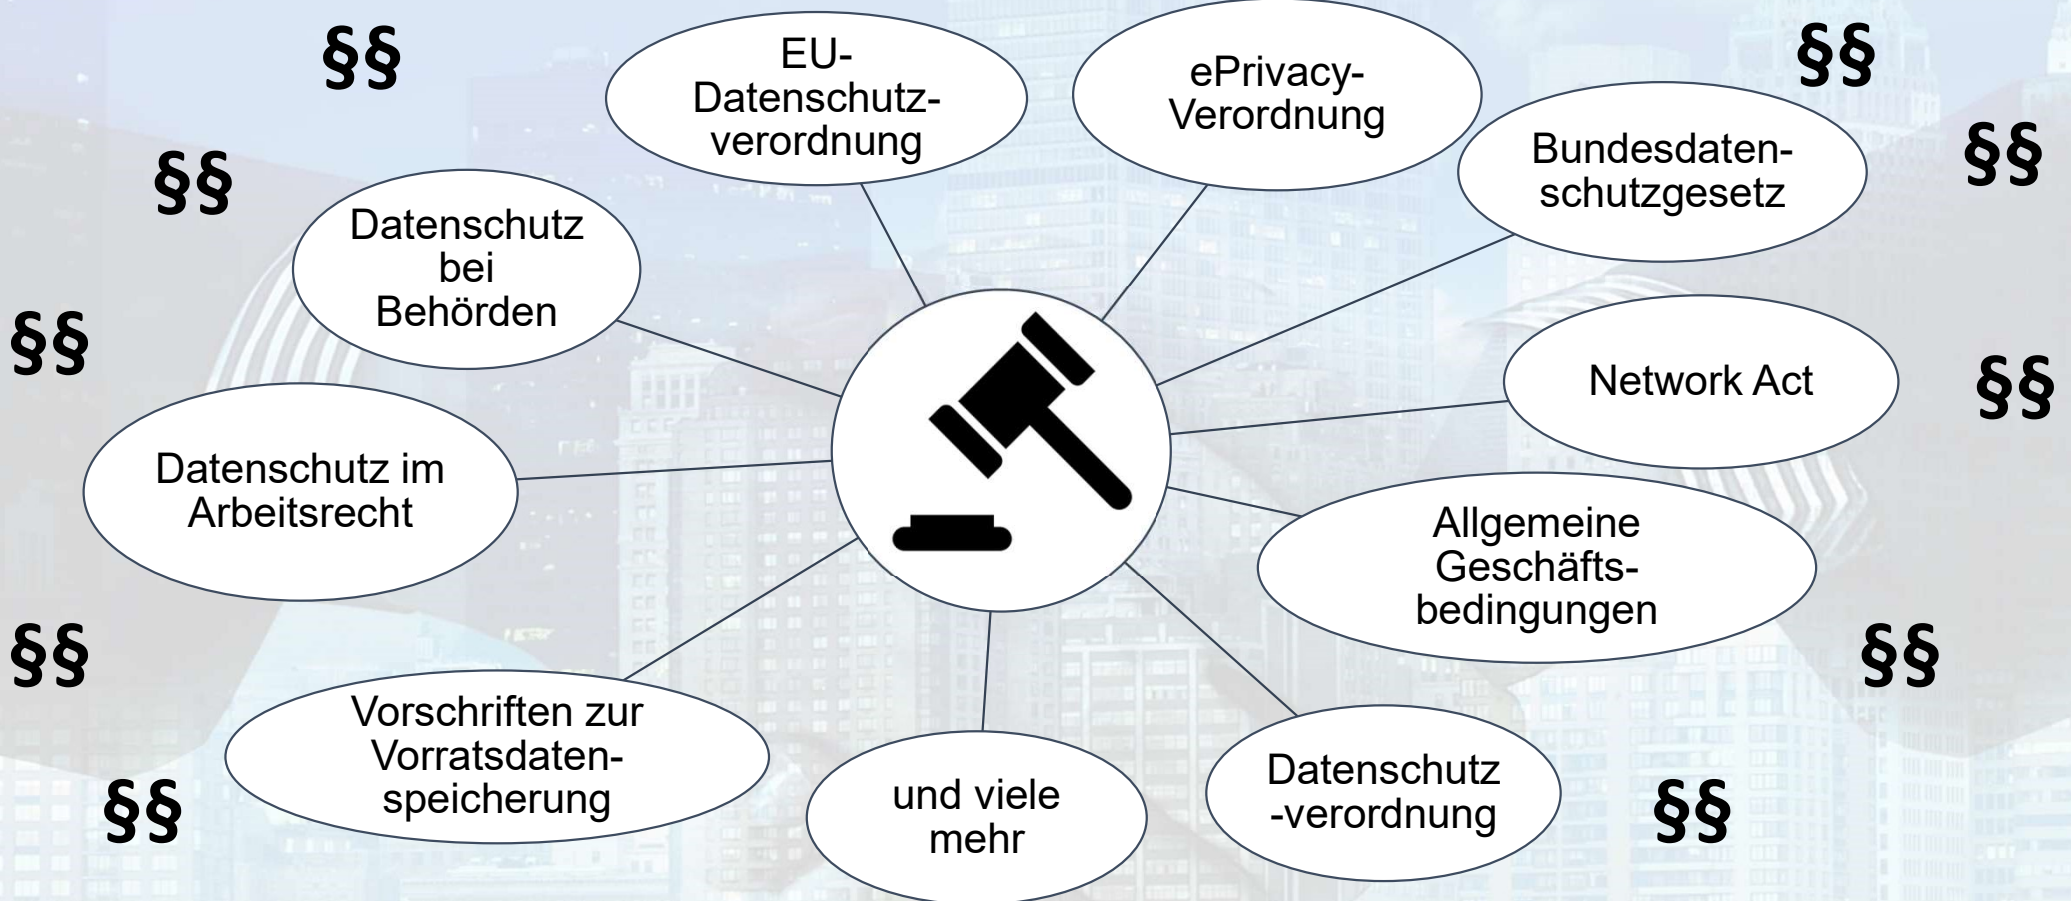 §§
EU-
Datenschutz-
verordnung
ePrivacy-
Verordnung
§§
Bundesdaten-
schutzgesetz
§§
§§
Datenschutz
bei
Behörden
§§
Network Act
§§
Datenschutz im
Arbeitsrecht
Allgemeine
Geschäfts-
bedingungen
§§
§§
Vorschriften zur
Vorratsdaten-
speicherung
§§
und viele
mehr
Datenschutz
-verordnung
§§